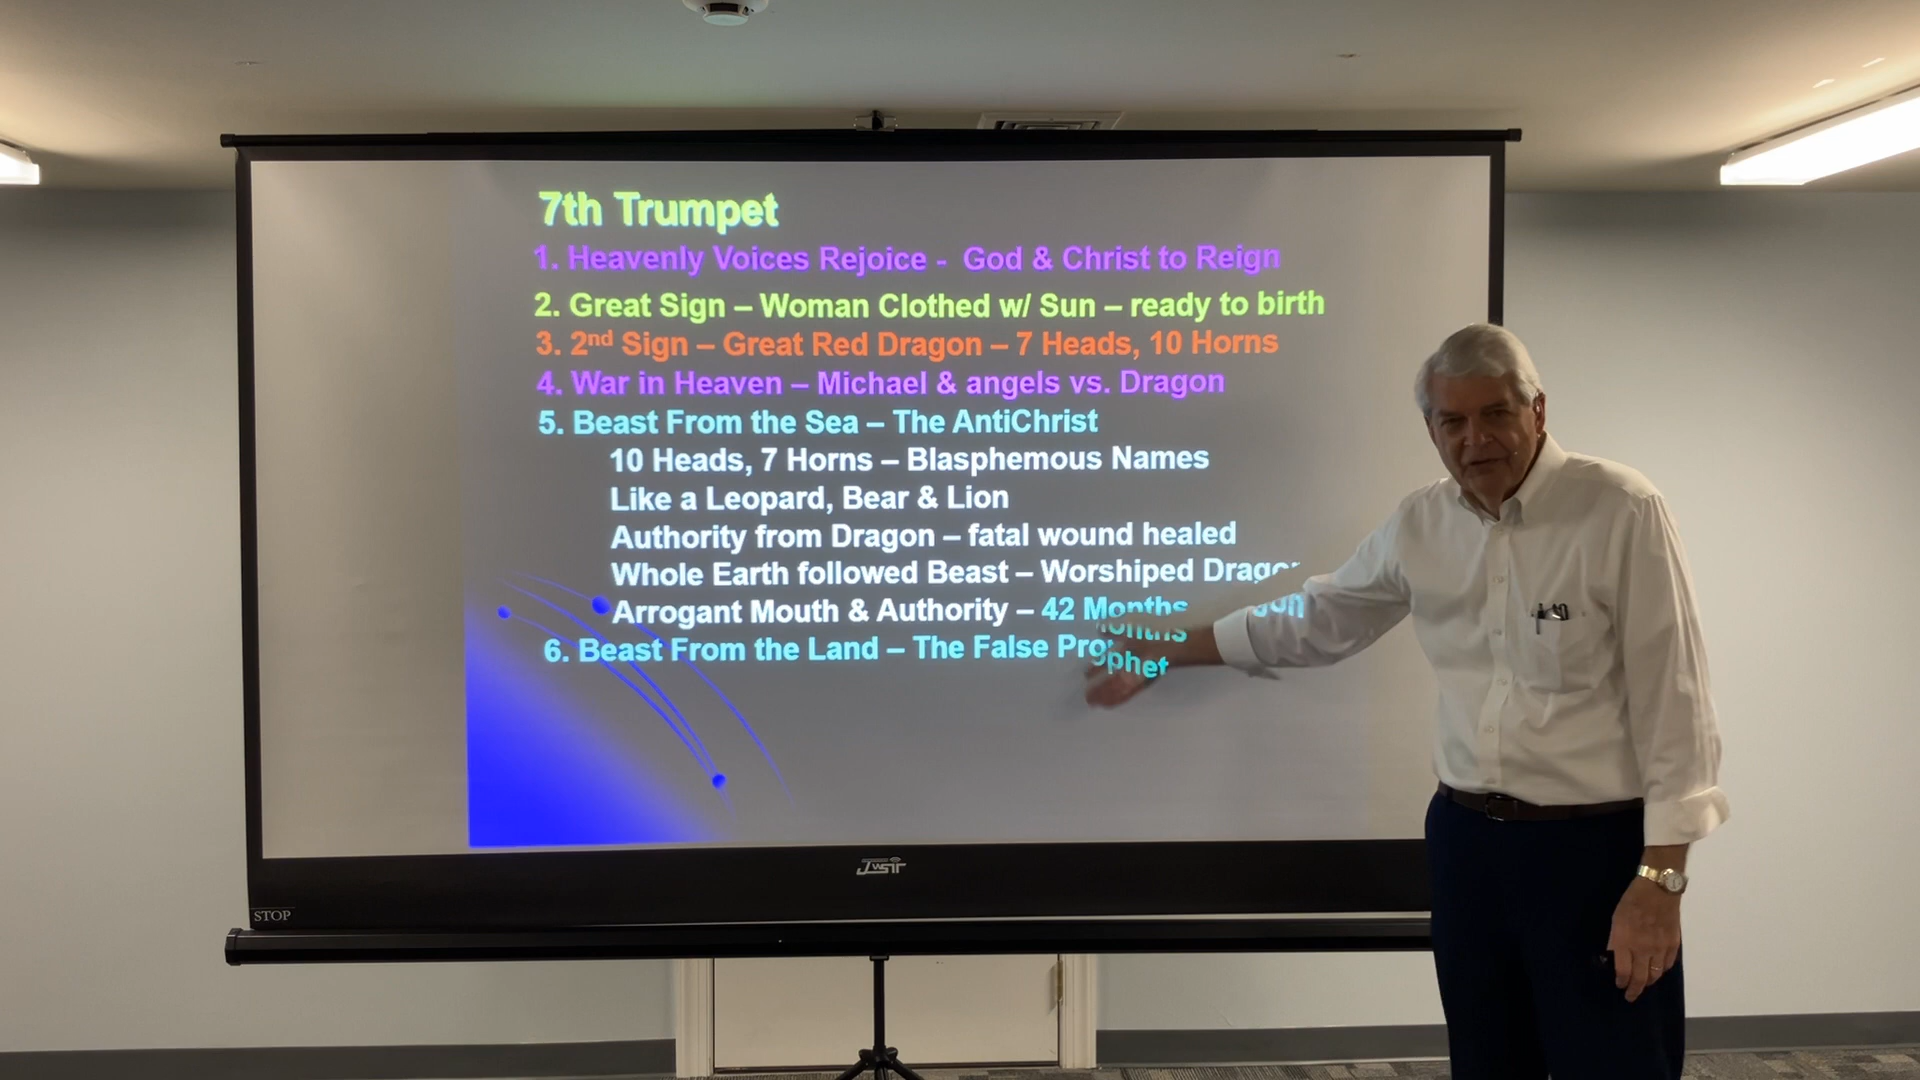 7th Trumpet
1. Heavenly Voices Rejoice - God & Christ to Reign
2. Great Sign – Woman Clothed w/ Sun – ready to birth
3. 2nd Sign – Great Red Dragon – 7 Heads, 10 Horns
4. War in Heaven – Michael & angels vs. Dragon
5. Beast From the Sea – The AntiChrist
10 Heads, 7 Horns – Blasphemous Names
Like a Leopard, Bear & Lion
Authority from Dragon – fatal wound healed
Whole Earth followed Beast – Worshiped Dragon
Arrogant Mouth & Authority – 42 Months
6. Beast From the Land – The False Prophet
STOP